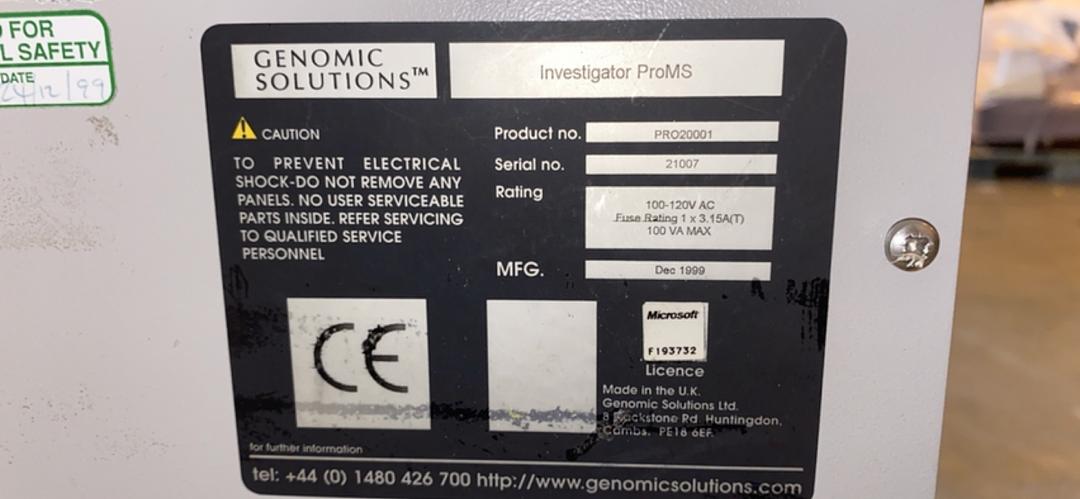 FOR
L SAFETY
DATE
24/12/99
GENOMIC
SOLUTIONS™
Investigator ProMS
CAUTION
TO PREVENT ELECTRICAL
SHOCK-DO NOT REMOVE ANY
PANELS. NO USER SERVICEABLE
PARTS INSIDE. REFER SERVICING
TO QUALIFIED SERVICE
PERSONNEL
Product no. PRO20001
Serial no. 21007
Rating
100-120V AC
Fuse Rating 1 x 3.15A(T)
100 VA MAX
MFG. Dec 1999
CE
Microsoft
F193732
Licence
Made in the U.K.
Genomic Solutions Ltd.
8 Blackstone Rd. Huntingdon,
Cambs. PE18 6EF.
for further information
tel: +44 (0) 1480 426 700 http://www.genomicsolutions.com